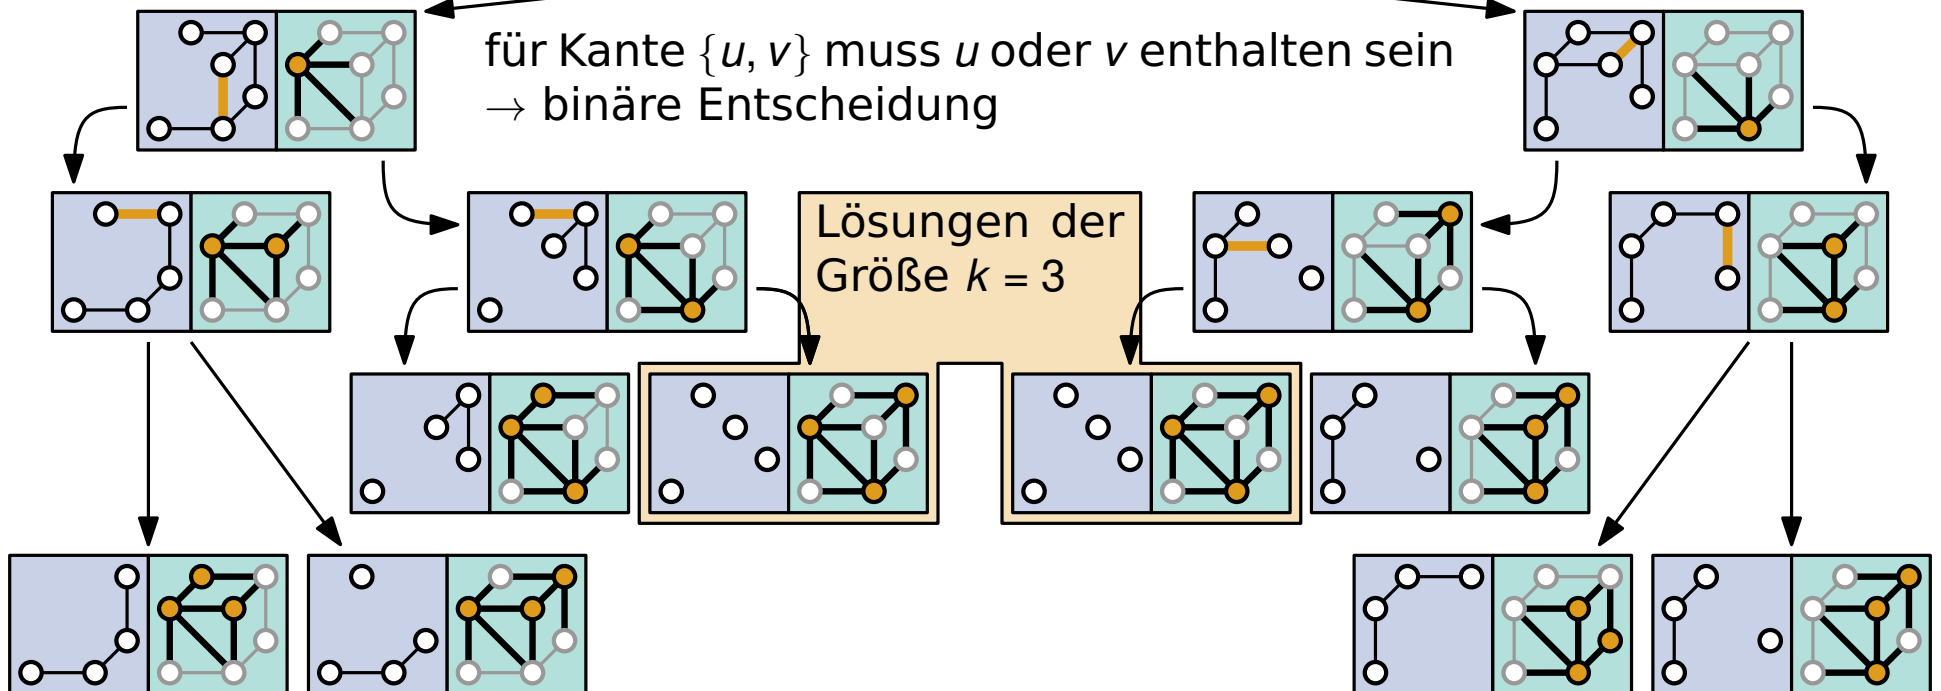 für Kante {u, v} muss u oder v enthalten sein
→ binäre Entscheidung
Lösungen der
Größe k = 3